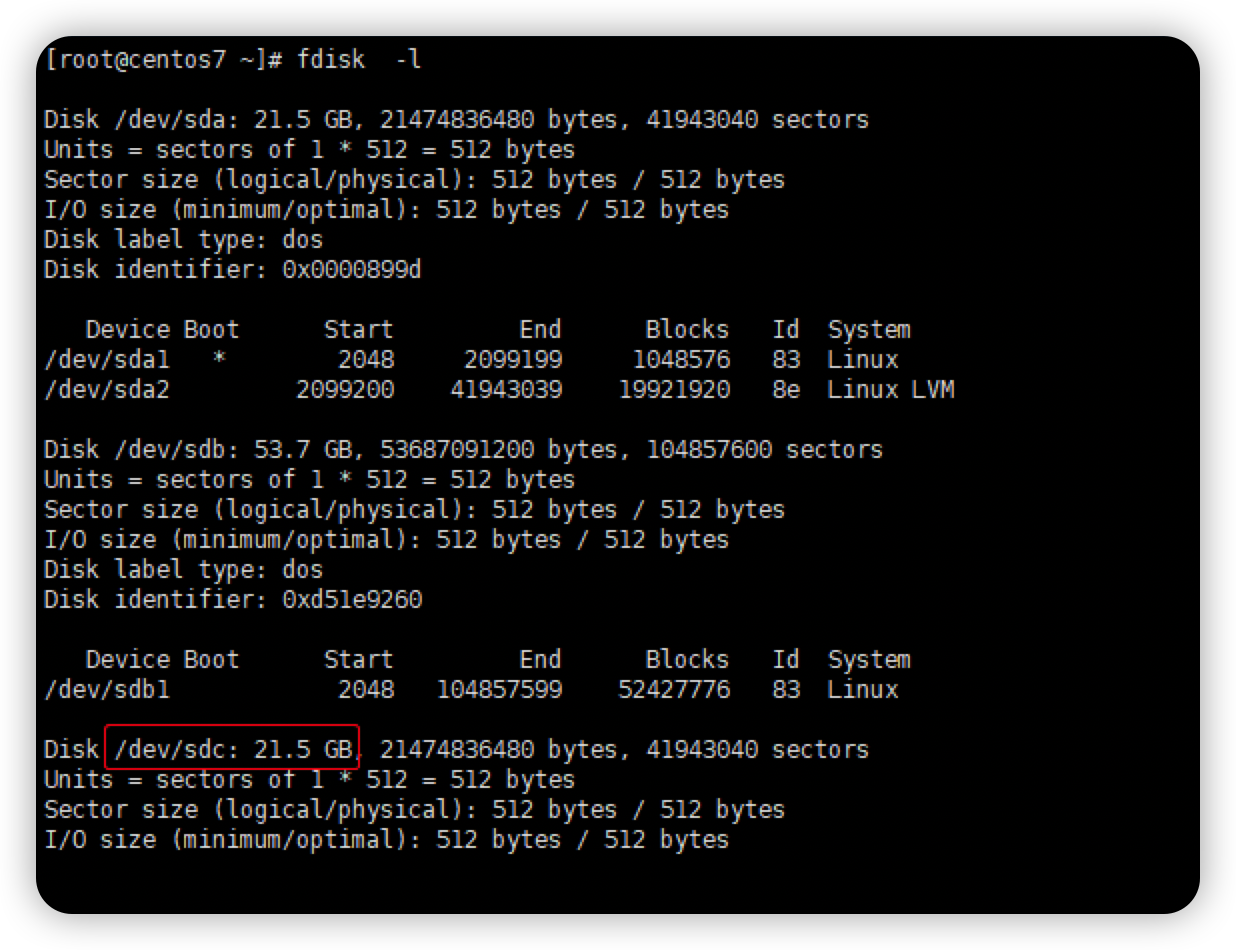 [root@centos7 ~]# fdisk  -l
Disk /dev/sda: 21.5 GB, 21474836480 bytes, 41943040 sectors
Units = sectors of 1 * 512 = 512 bytes
Sector size (logical/physical): 512 bytes / 512 bytes
I/O size (minimum/optimal): 512 bytes / 512 bytes
Disk label type: dos
Disk identifier: 0x0000899d
   Device Boot      Start         End      Blocks   Id  System
/dev/sda1   *        2048     2099199     1048576   83  Linux
/dev/sda2         2099200    41943039    19921920   8e  Linux LVM
Disk /dev/sdb: 53.7 GB, 53687091200 bytes, 104857600 sectors
Units = sectors of 1 * 512 = 512 bytes
Sector size (logical/physical): 512 bytes / 512 bytes
I/O size (minimum/optimal): 512 bytes / 512 bytes
Disk label type: dos
Disk identifier: 0xd51e9260
   Device Boot      Start         End      Blocks   Id  System
/dev/sdb1            2048   104857599    52427776   83  Linux
Disk /dev/sdc: 21.5 GB, 21474836480 bytes, 41943040 sectors
Units = sectors of 1 * 512 = 512 bytes
Sector size (logical/physical): 512 bytes / 512 bytes
I/O size (minimum/optimal): 512 bytes / 512 bytes